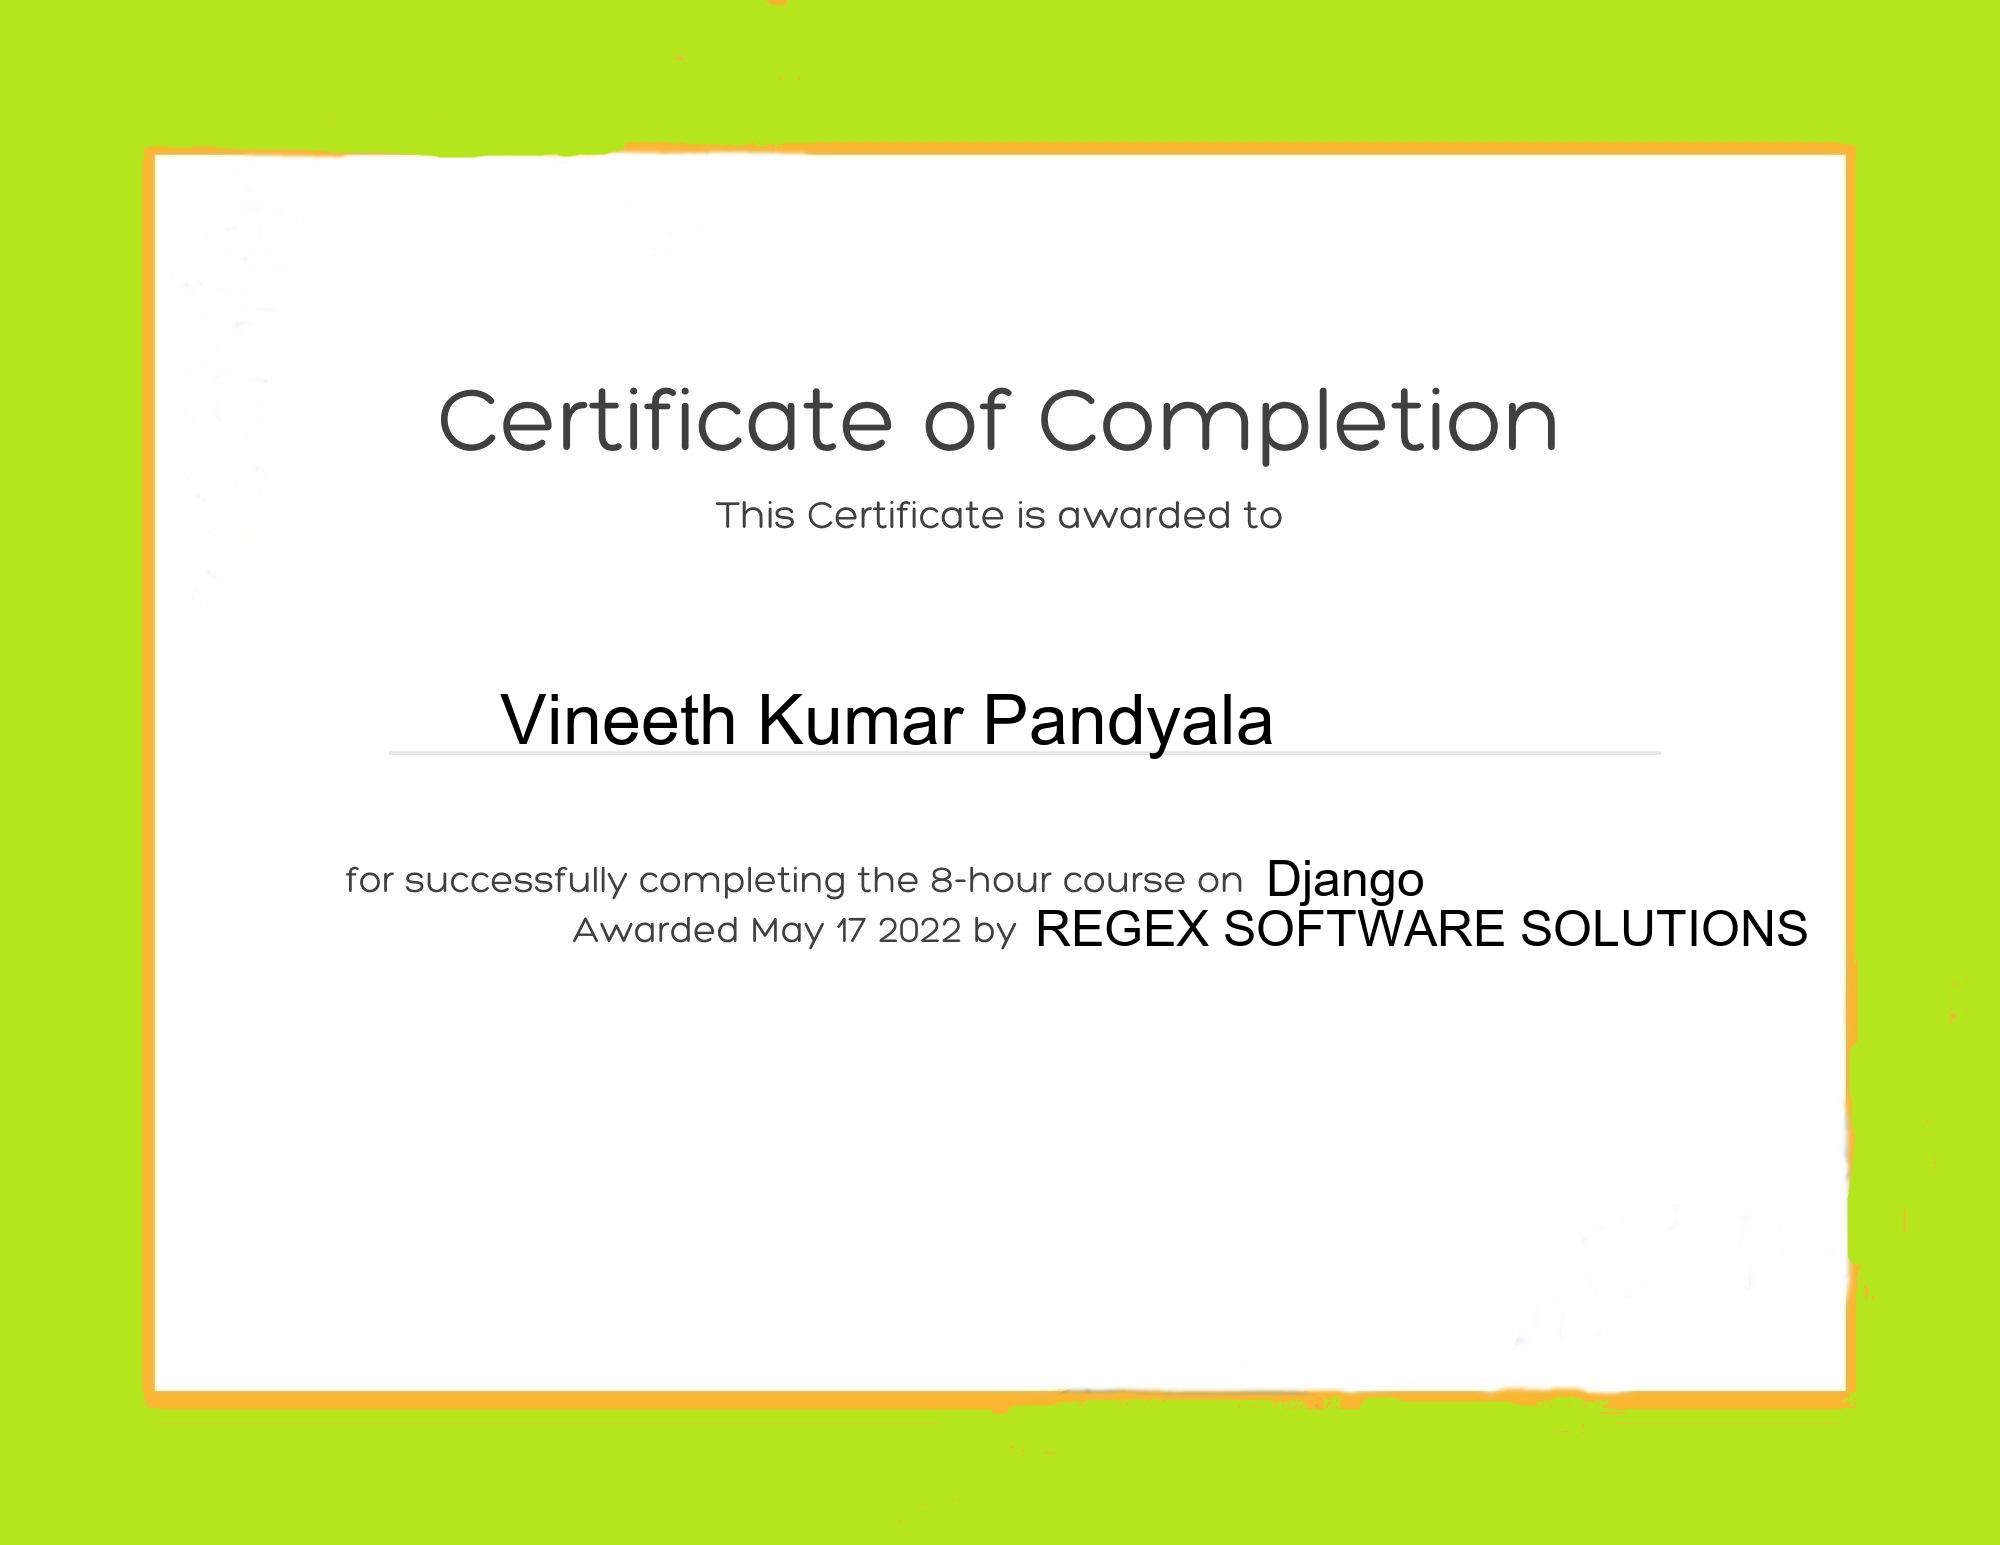 Certificate of Completion
This Certificate is awarded to
Vineeth Kumar Pandyala
for successfully completing the 8-hour course on Django
Awarded May 17 2022 by REGEX SOFTWARE SOLUTIONS